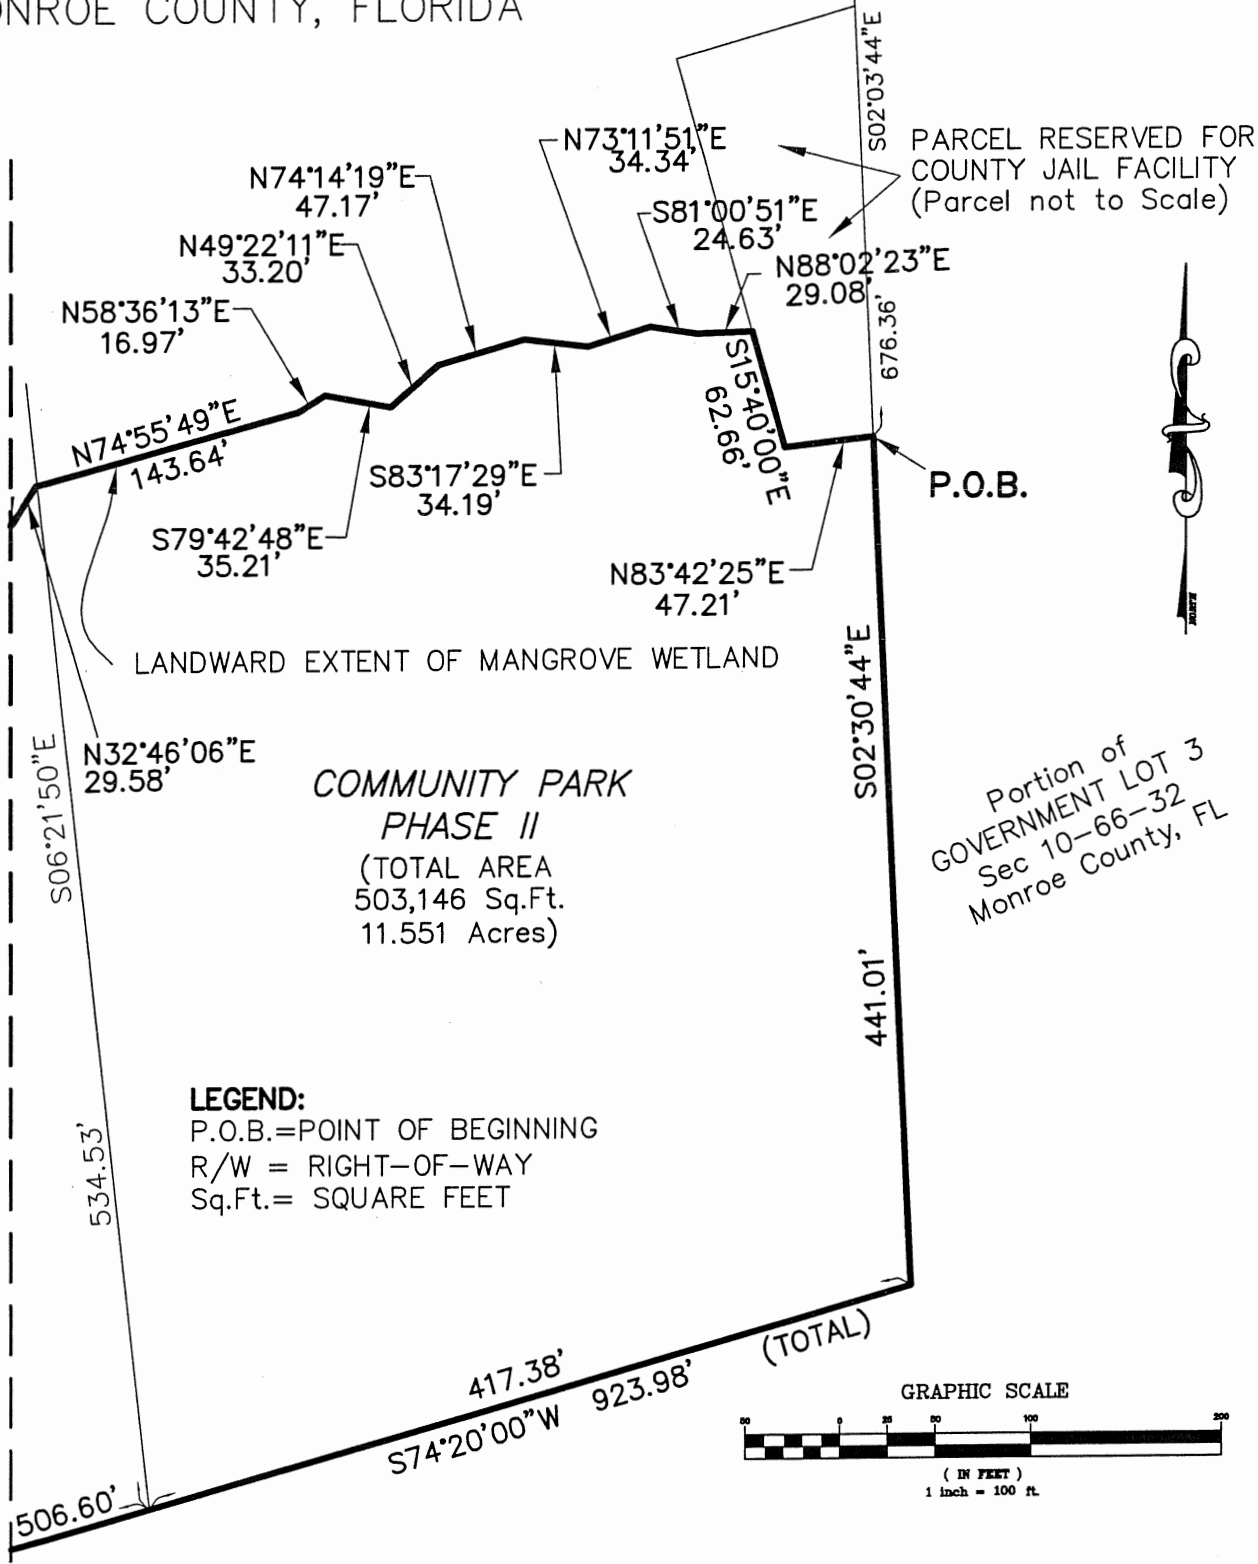 ONROE COUNTY, FLORIDA
S02°03'44"E
676.36'
PARCEL RESERVED FOR
COUNTY JAIL FACILITY
(Parcel not to Scale)
N73°11'51"E
34.34'
N74°14'19"E
47.17'
S81°00'51"E
24.63'
N49°22'11"E
33.20'
N88°02'23"E
29.08'
N58°36'13"E
16.97'
S15°40'00"E
62.66'
N74°55'49"E
143.64'
S83°17'29"E
34.19'
P.O.B.
S79°42'48"E
35.21'
N83°42'25"E
47.21'
NORTH
LANDWARD EXTENT OF MANGROVE WETLAND
N32°46'06"E
29.58'
S06°21'50"E
534.53'
S02°30'44"E
441.01'
COMMUNITY PARK
PHASE II
(TOTAL AREA
503,146 Sq.Ft.
11.551 Acres)
Portion of
GOVERNMENT LOT 3
Sec 10-66-32
Monroe County, FL
LEGEND:
P.O.B.=POINT OF BEGINNING
R/W = RIGHT-OF-WAY
Sq.Ft.= SQUARE FEET
417.38'
S74°20'00"W 923.98' (TOTAL)
506.60'
GRAPHIC SCALE
50 0 25 50 100 200
( IN FEET )
1 inch = 100 ft.